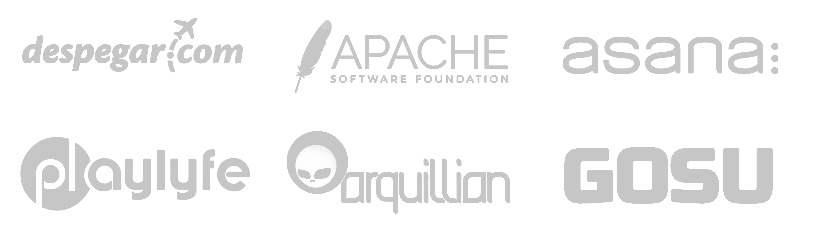 despegar.com
APACHE
SOFTWARE FOUNDATION
asana
playlyfe
arquillian
GOSU